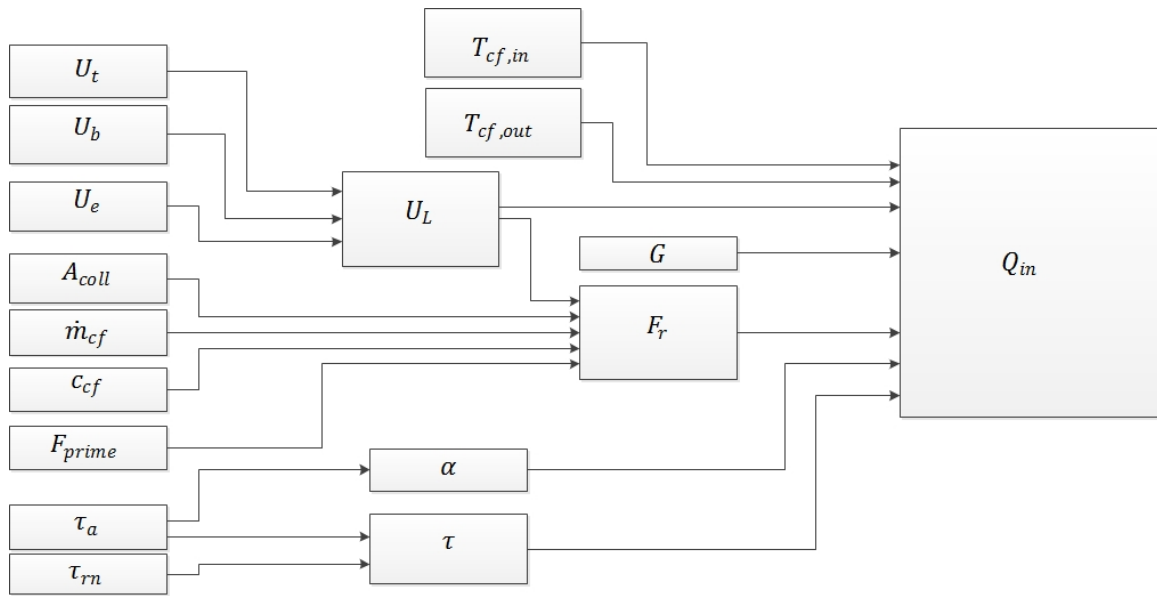 U_t
U_b
U_e
A_coll
ṁ_cf
c_cf
F_prime
τ_a
τ_rn
U_L
α
τ
T_cf,in
T_cf,out
G
F_r
Q_in